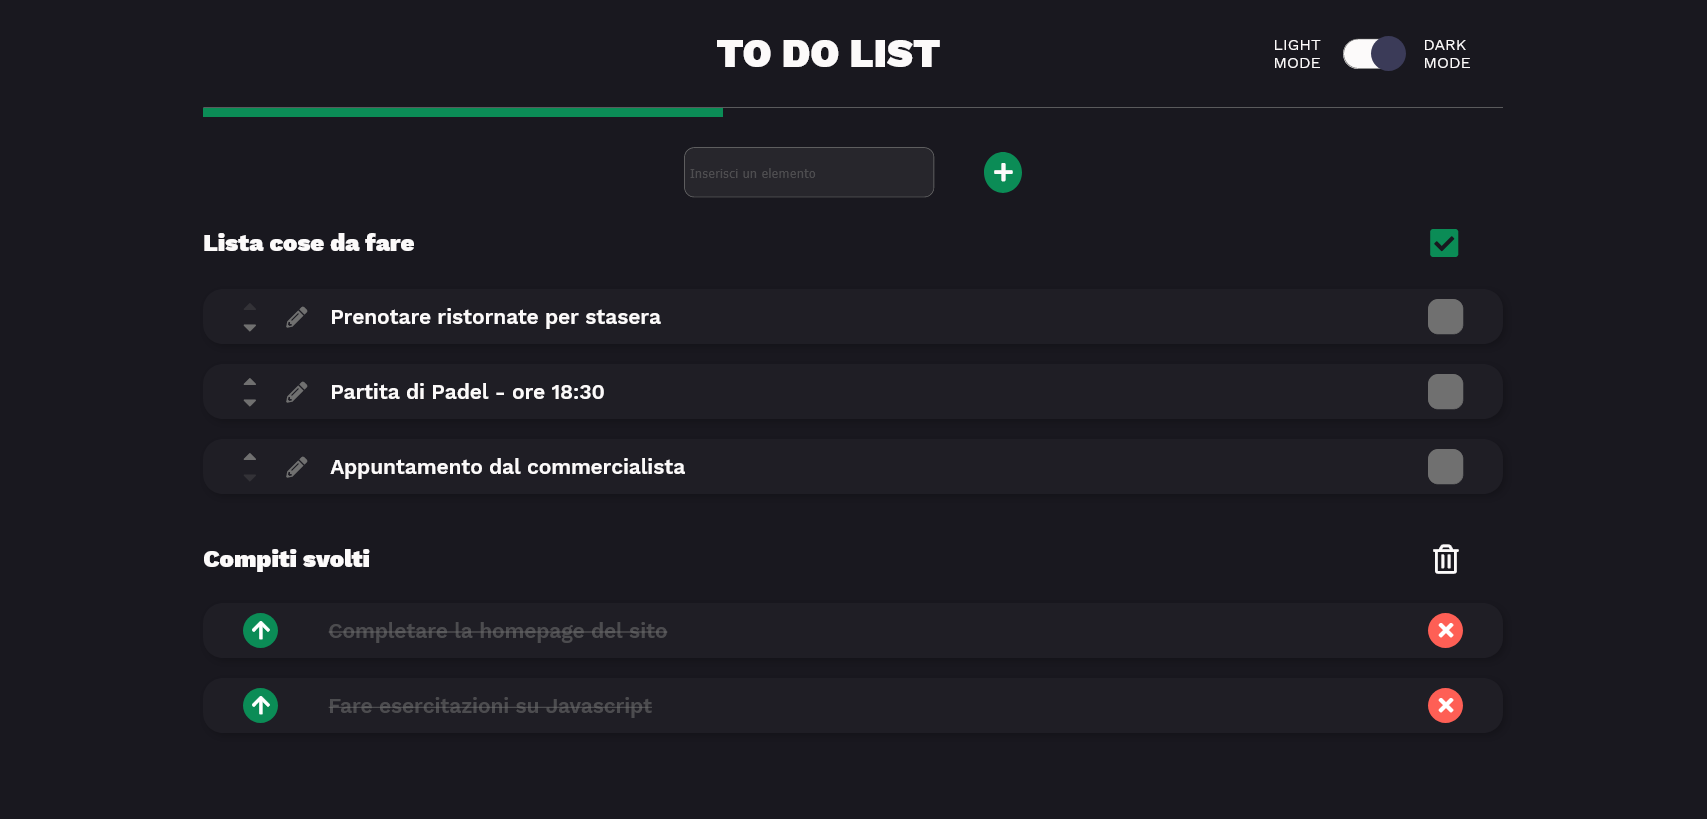 TO DO LIST
LIGHT MODE
DARK MODE
Inserisci un elemento
Lista cose da fare
Prenotare ristornate per stasera
Partita di Padel - ore 18:30
Appuntamento dal commercialista
Compiti svolti
Completare la homepage del sito
Fare esercitazioni su Javascript